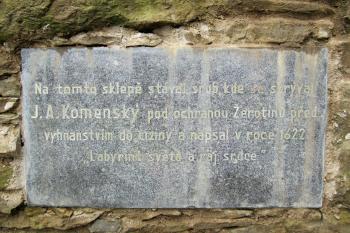 Na tomto sklepě stával srub, kde se skrýval
J. A. Komenský pod ochranou Žerotínů před
vyhnanstvím do ciziny a napsal v roce 1622
Labyrint světa a ráj srdce